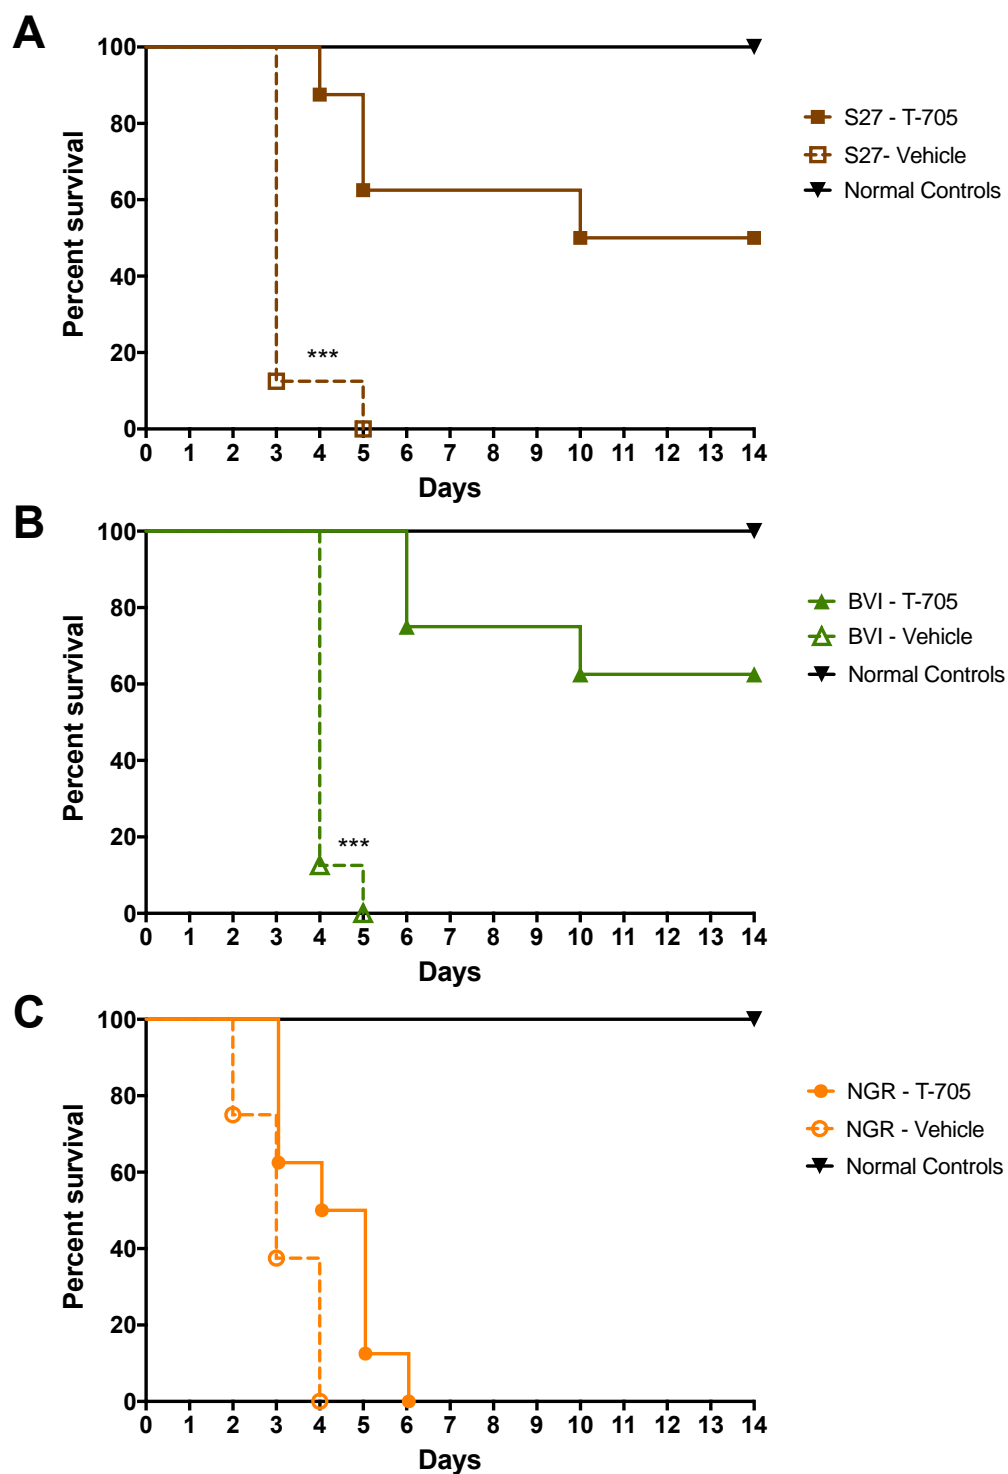 A
100
80
60
40
20
0
Percent survival
0 1 2 3 4 5 6 7 8 9 10 11 12 13 14
Days
***
S27 - T-705
S27- Vehicle
Normal Controls
B
100
80
60
40
20
0
Percent survival
0 1 2 3 4 5 6 7 8 9 10 11 12 13 14
Days
***
BVI - T-705
BVI - Vehicle
Normal Controls
C
100
80
60
40
20
0
Percent survival
0 1 2 3 4 5 6 7 8 9 10 11 12 13 14
Days
NGR - T-705
NGR - Vehicle
Normal Controls